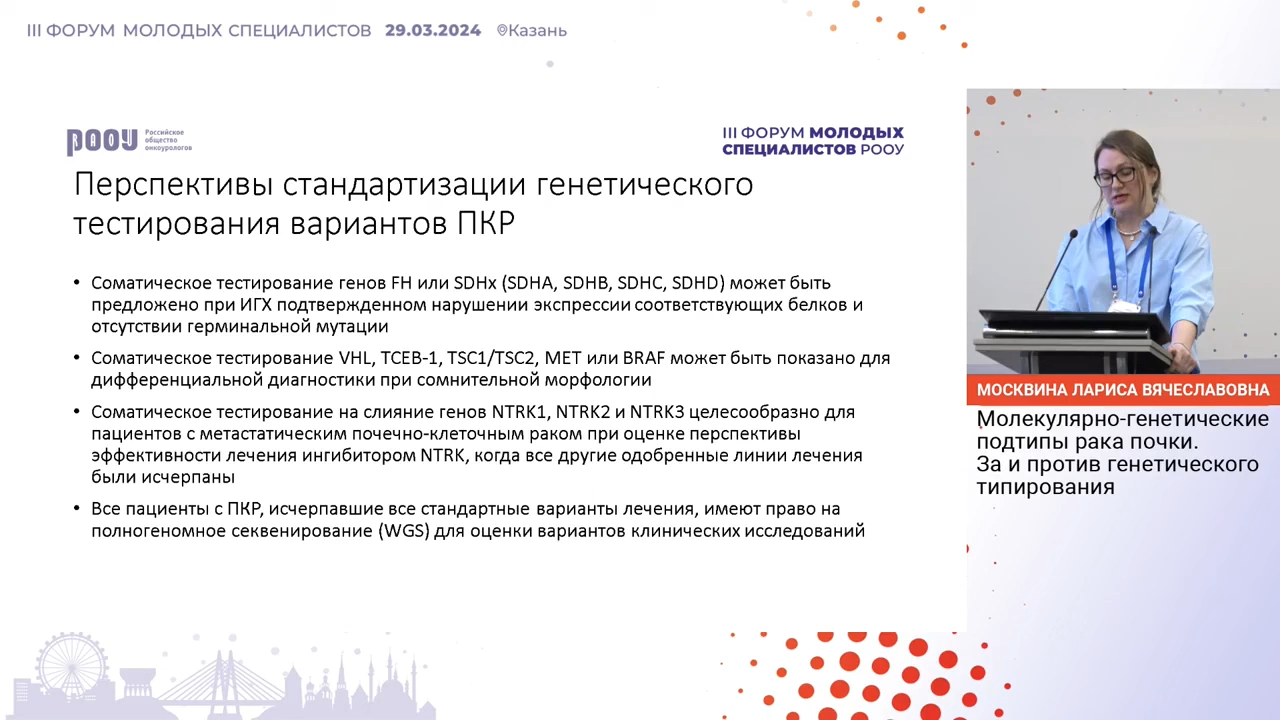 III ФОРУМ МОЛОДЫХ СПЕЦИАЛИСТОВ 29.03.2024 Казань
РООУ Российское
общество
онкоурологов
III ФОРУМ МОЛОДЫХ
СПЕЦИАЛИСТОВ РООУ
Перспективы стандартизации генетического
тестирования вариантов ПКР
• Соматическое тестирование генов FH или SDHx (SDHA, SDHB, SDHC, SDHD) может быть
предложено при ИГХ подтвержденном нарушении экспрессии соответствующих белков и
отсутствии герминальной мутации
• Соматическое тестирование VHL, TCEB-1, TSC1/TSC2, MET или BRAF может быть показано для
дифференциальной диагностики при сомнительной морфологии
• Соматическое тестирование на слияние генов NTRK1, NTRK2 и NTRK3 целесообразно для
пациентов с метастатическим почечно-клеточным раком при оценке перспективы
эффективности лечения ингибитором NTRK, когда все другие одобренные линии лечения
были исчерпаны
• Все пациенты с ПКР, исчерпавшие все стандартные варианты лечения, имеют право на
полногеномное секвенирование (WGS) для оценки вариантов клинических исследований
МОСКВИНА ЛАРИСА ВЯЧЕСЛАВОВНА
Молекулярно-генетические
подтипы рака почки.
За и против генетического
типирования